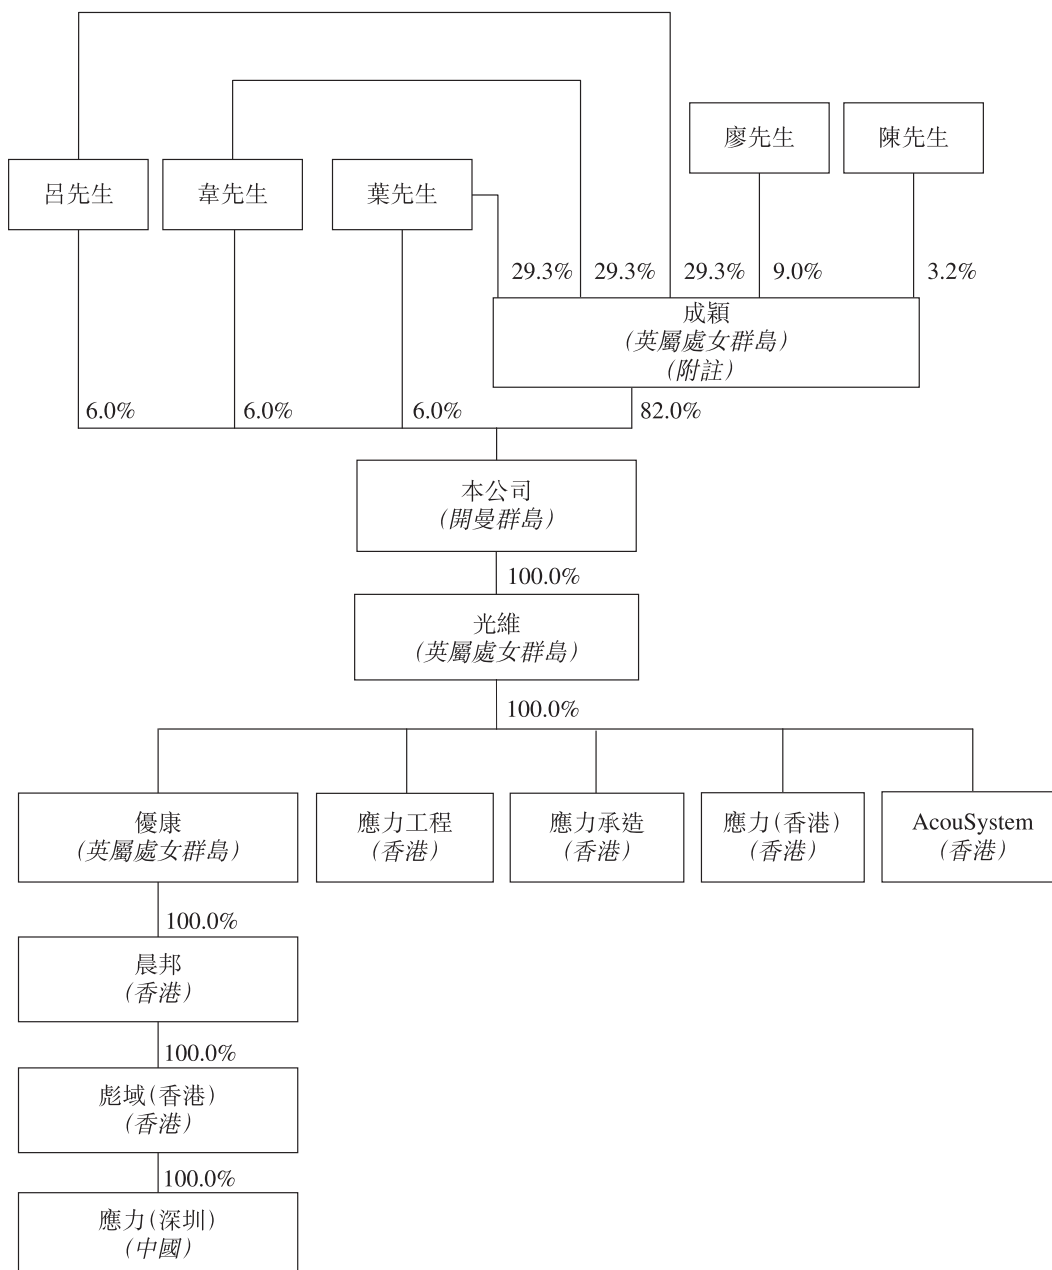 廖先生
陳先生
呂先生
韋先生
葉先生
29.3%
29.3%
29.3%
9.0%
3.2%
成穎
(英屬處女群島)
(附註)
6.0%
6.0%
6.0%
82.0%
本公司
(開曼群島)
100.0%
光維
(英屬處女群島)
100.0%
優康
(英屬處女群島)
應力工程
(香港)
應力承造
(香港)
應力(香港)
(香港)
AcouSystem
(香港)
100.0%
晨邦
(香港)
100.0%
彪域(香港)
(香港)
100.0%
應力(深圳)
(中國)